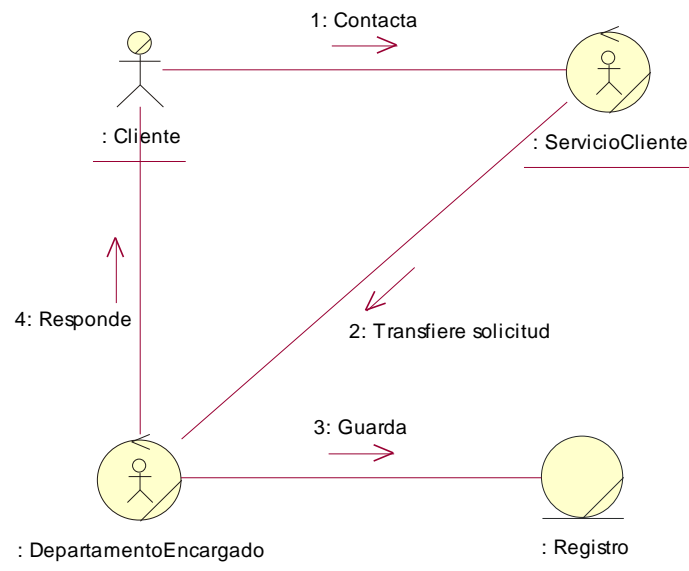 1: Contacta
: Cliente
: ServicioCliente
4: Responde
2: Transfiere solicitud
3: Guarda
: DepartamentoEncargado
: Registro